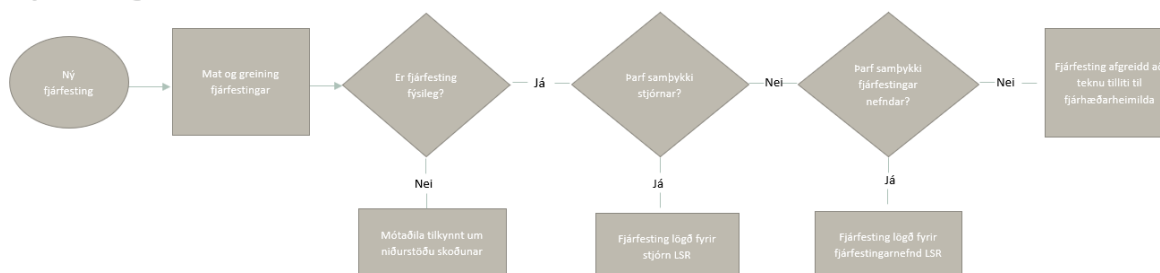 Ný
fjárfesting
Mat og greining
fjárfestingar
Er fjárfesting
fýsileg?
Já
Þarf samþykki
stjórnar?
Nei
Þarf samþykki
fjárfestingar
nefndar?
Nei
Fjárfesting afgreidd að
teknu tilliti til
fjárhæðarheimilda
Nei
Já
Já
Mótaðila tilkynnt um
niðurstöðu skoðunar
Fjárfesting lögð fyrir
stjórn LSR
Fjárfesting lögð fyrir
fjárfestingarnefnd LSR